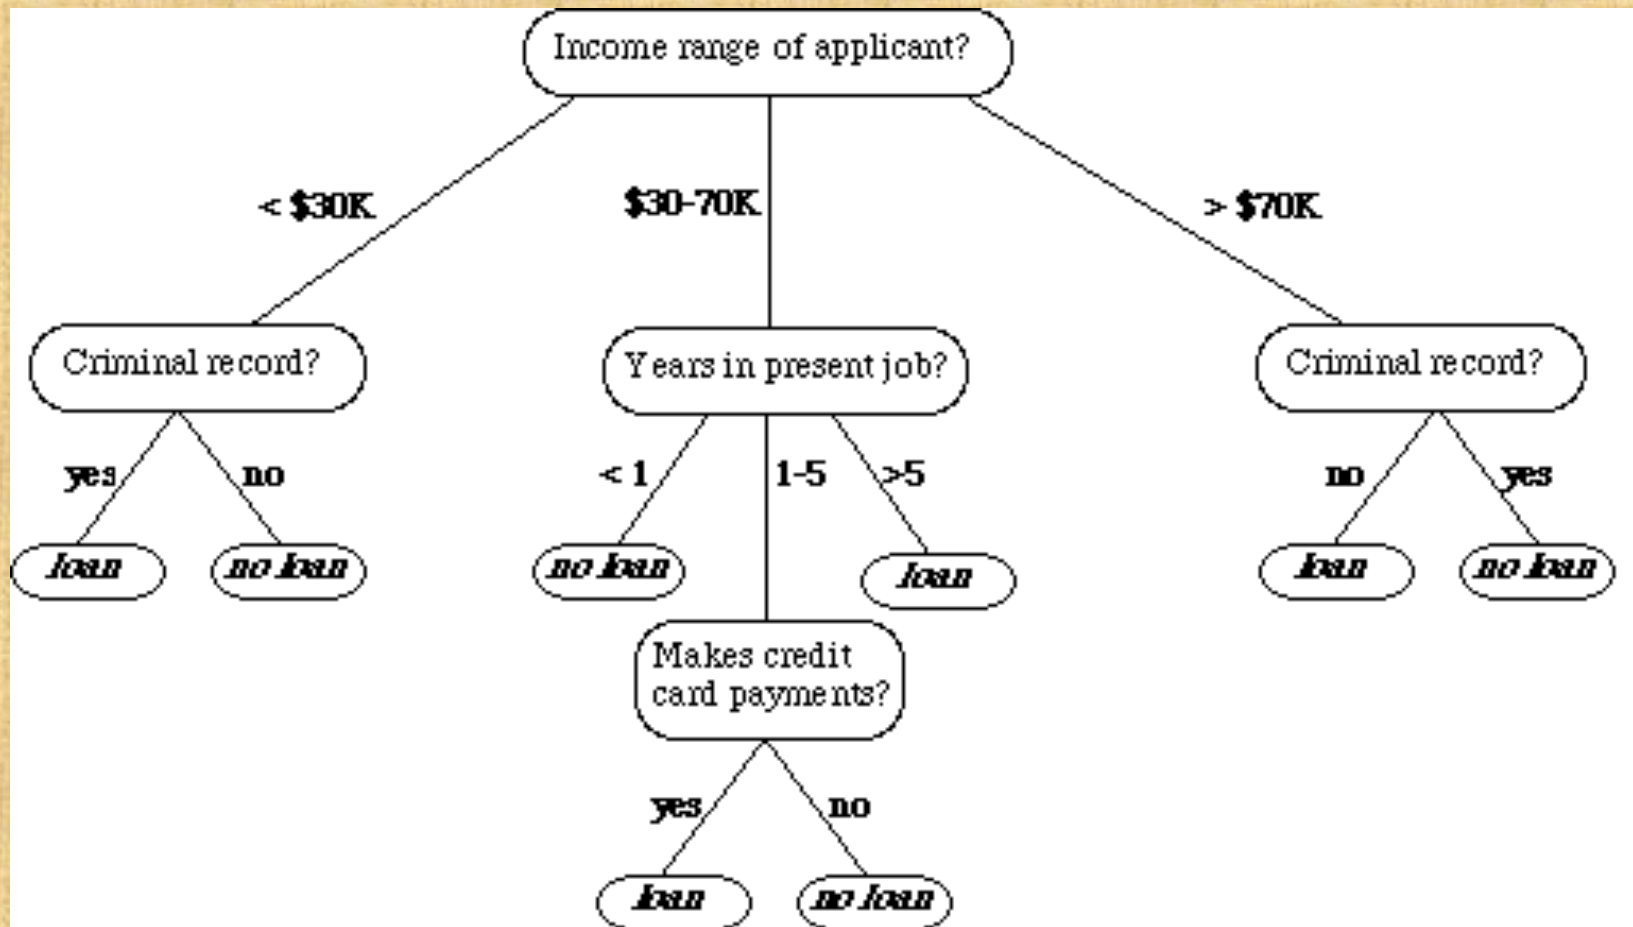 Income range of applicant?
< $30K
$30-70K
> $70K
Criminal record?
Years in present job?
Criminal record?
yes
no
< 1
1-5
>5
no
yes
loan
no loan
no loan
loan
loan
no loan
Makes credit
card payments?
yes
no
loan
no loan